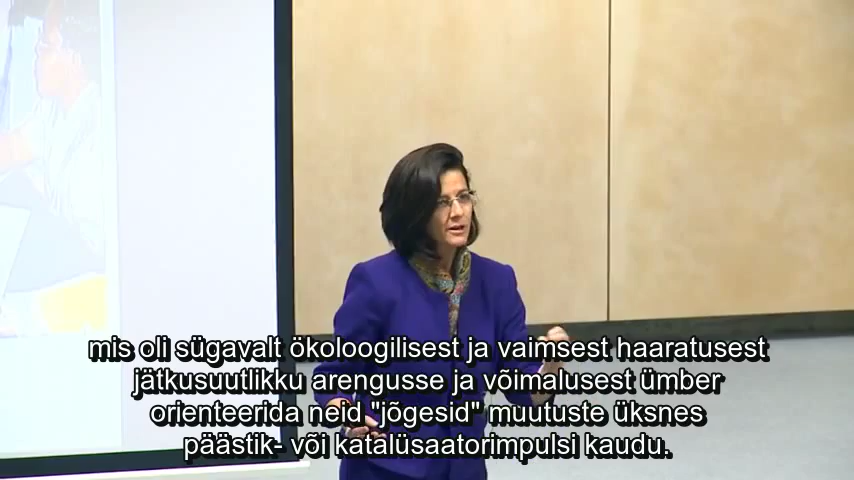 mis oli sügavalt ökoloogilisest ja vaimsest haaratusest
jätkusuutlikku arengusse ja võimalusest ümber
orienteerida neid "jõgesid" muutuste üksnes
päästik- või katalüsaatorimpulsi kaudu.